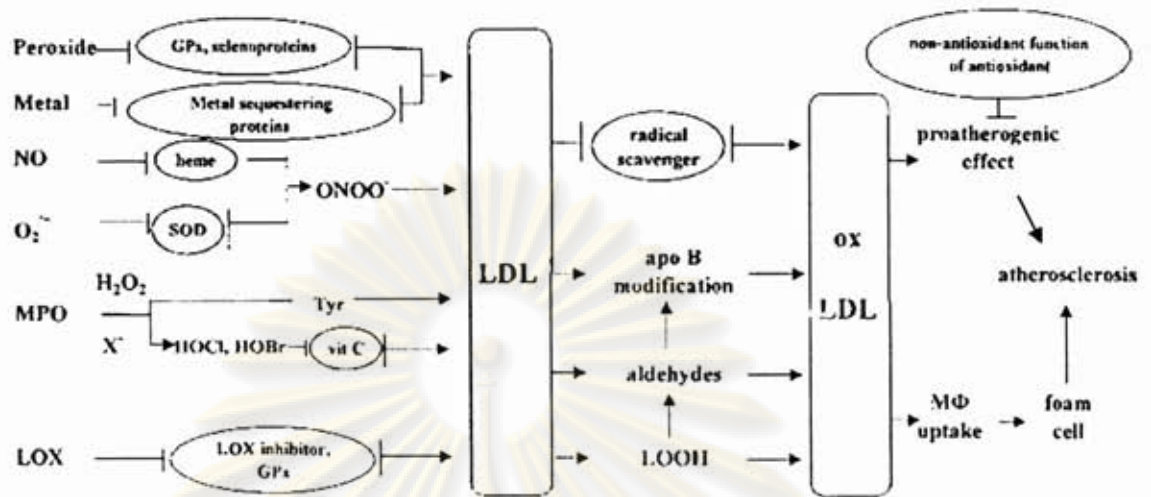 Peroxide
GPx, selenoproteins
Metal
Metal sequestering
proteins
NO
heme
ONOO⁻
O₂⁻
SOD
MPO
H₂O₂
Tyr
X⁻
HOCl, HOBr
vit C
LOX
LOX inhibitor,
GPx
LDL
radical
scavenger
apo B
modification
aldehydes
LOOH
ox
LDL
non-antioxidant function
of antioxidant
proatherogenic
effect
atherosclerosis
MΦ
uptake
foam
cell